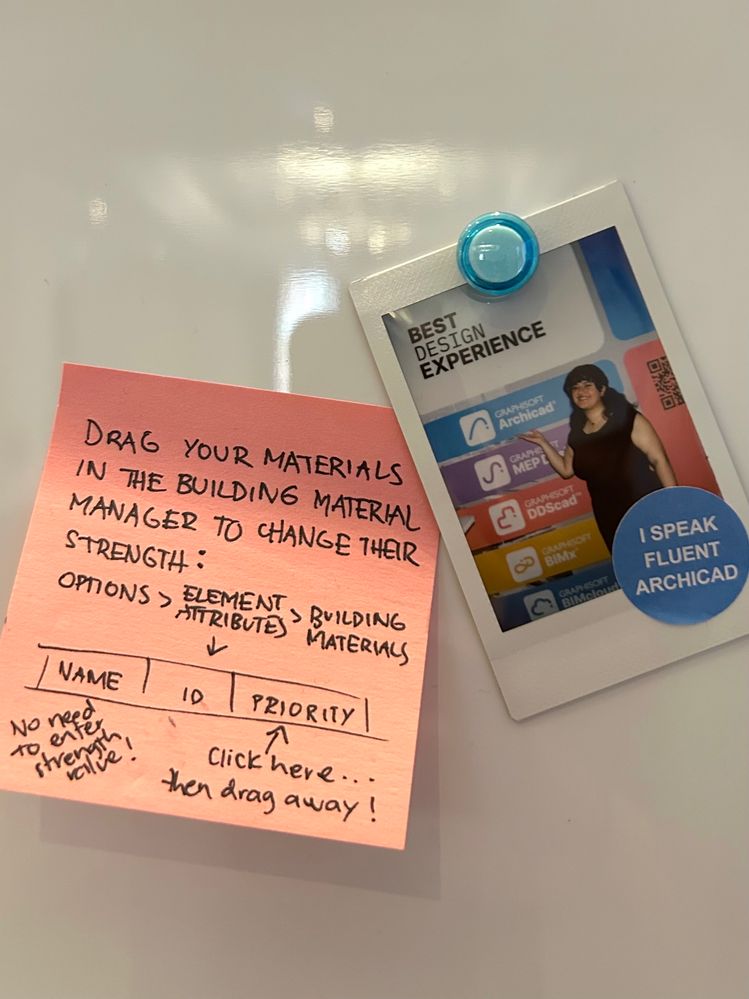 DRAG YOUR MATERIALS
IN THE BUILDING MATERIAL
MANAGER TO CHANGE THEIR
STRENGTH:
OPTIONS > ELEMENT ATTRIBUTES > BUILDING MATERIALS
NAME ID PRIORITY
No need
to enter
strength
value!
Click here...
then drag away!
BEST
DESIGN
EXPERIENCE
GRAPHISOFT
Archicad
GRAPHISOFT
MEP
GRAPHISOFT
DDScad
GRAPHISOFT
BIMx
GRAPHISOFT
BIMcloud
I SPEAK
FLUENT
ARCHICAD